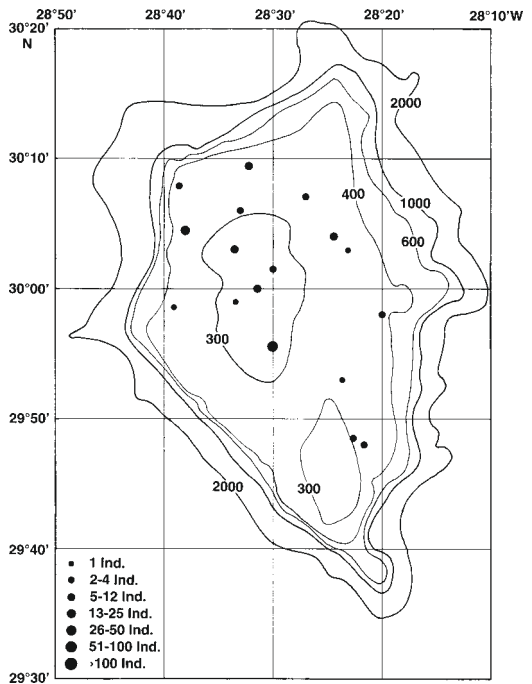 28°50' 28°40' 28°30' 28°20' 28°10'W
30°20'
N
2000
30°10'
400
1000
600
30°00'
300
29°50'
2000
300
29°40'
1 Ind.
2-4 Ind.
5-12 Ind.
13-25 Ind.
26-50 Ind.
51-100 Ind.
>100 Ind.
29°30'